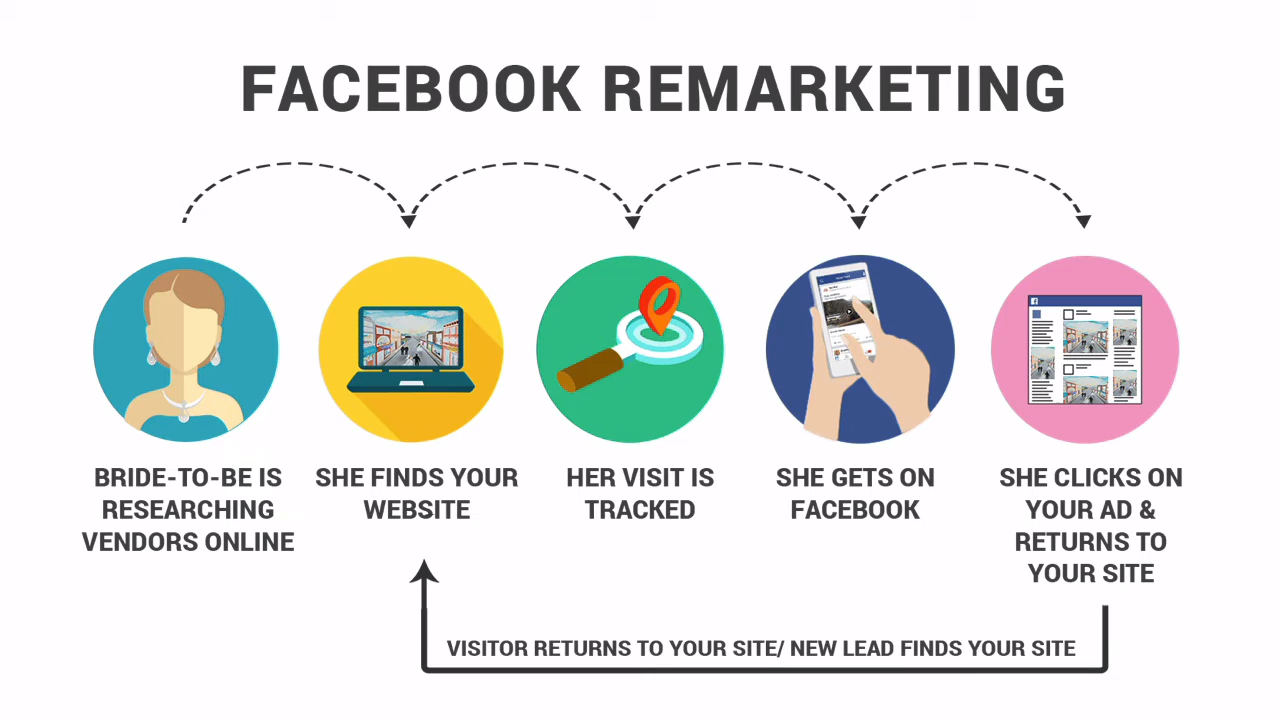 FACEBOOK REMARKETING
BRIDE-TO-BE IS
RESEARCHING
VENDORS ONLINE
SHE FINDS YOUR
WEBSITE
HER VISIT IS
TRACKED
SHE GETS ON
FACEBOOK
SHE CLICKS ON
YOUR AD &
RETURNS TO
YOUR SITE
VISITOR RETURNS TO YOUR SITE/ NEW LEAD FINDS YOUR SITE